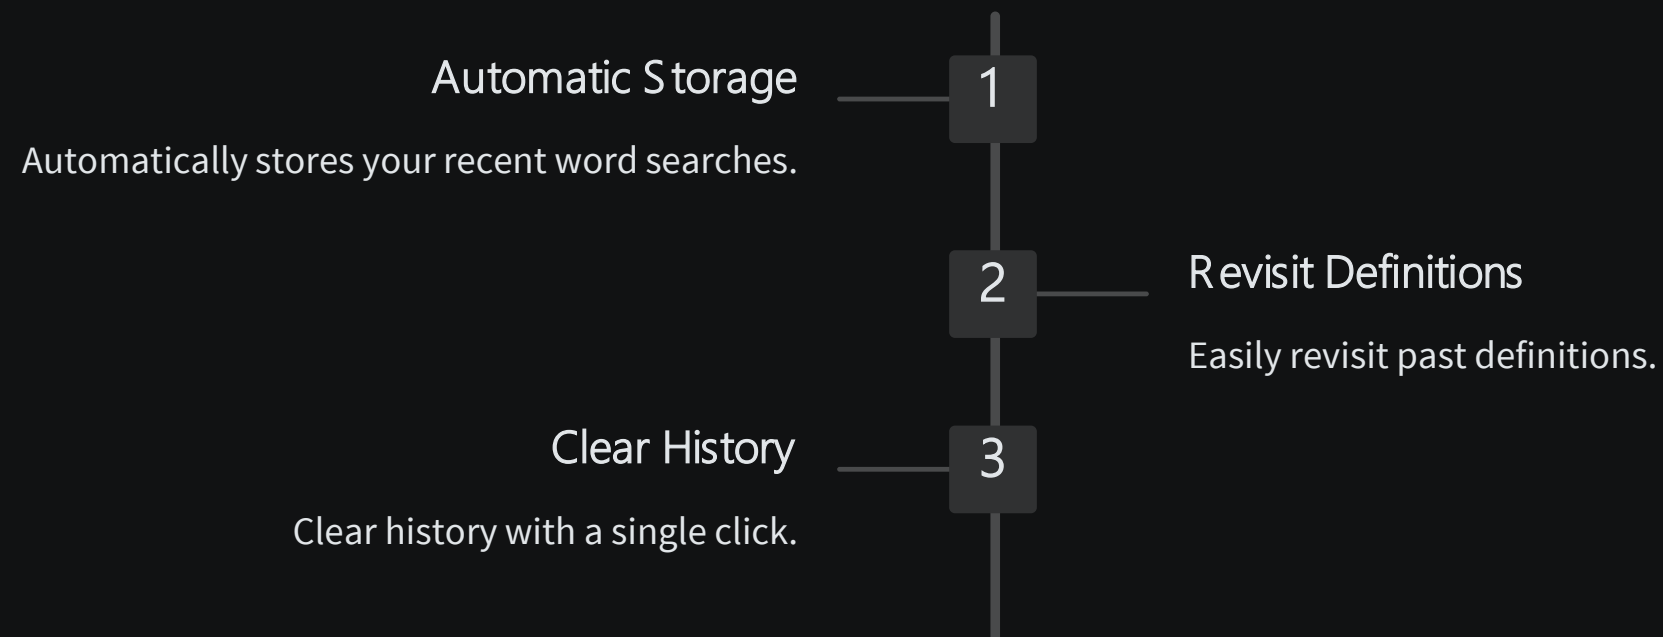 Automatic Storage
1
Automatically stores your recent word searches.
2
Revisit Definitions
Easily revisit past definitions.
Clear History
3
Clear history with a single click.